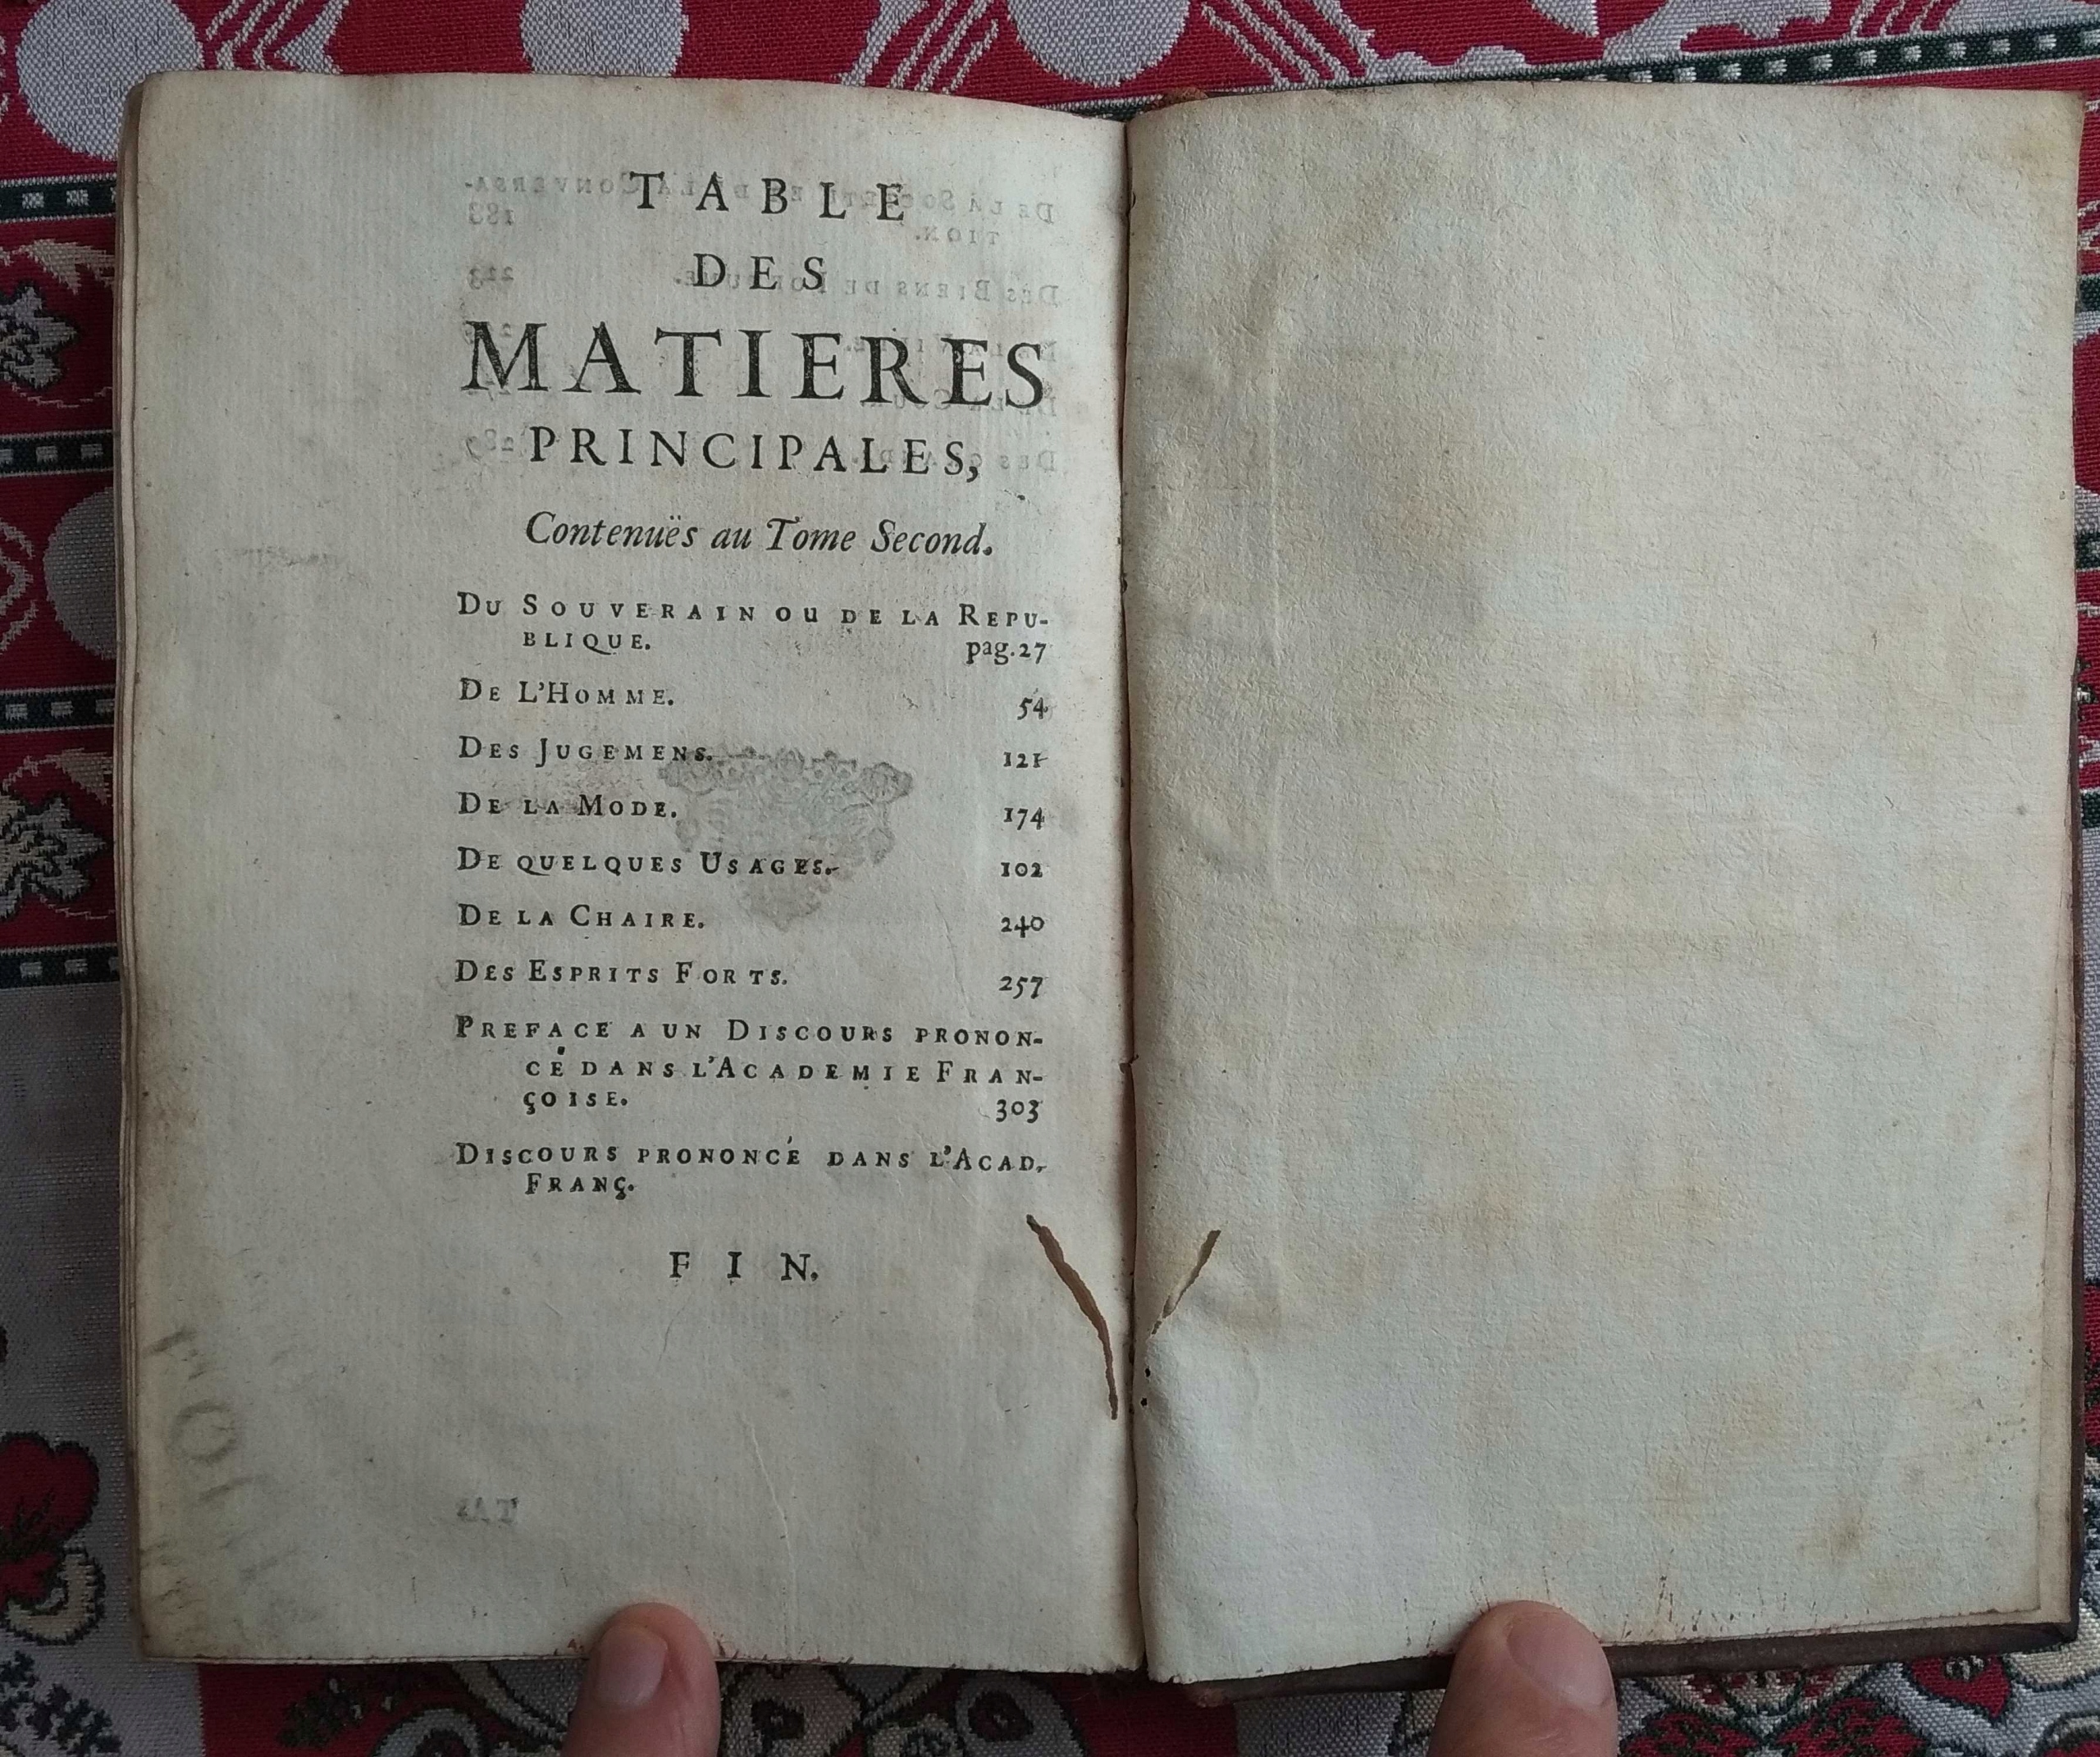 TABLE
DES
MATIERES
PRINCIPALES,
Contenuës au Tome Second.
DU SOUVERAIN OU DE LA REPU-
BLIQUE. pag.27
DE L'HOMME. 54
DES JUGEMENS. 121
DE LA MODE. 174
DE QUELQUES USAGES. 102
DE LA CHAIRE. 240
DES ESPRITS FORTS. 257
PREFACE A UN DISCOURS PRONON-
CÉ DANS L'ACADEMIE FRAN-
ÇOISE. 303
DISCOURS PRONONCÉ DANS L'ACAD.
FRANÇ.
FIN.